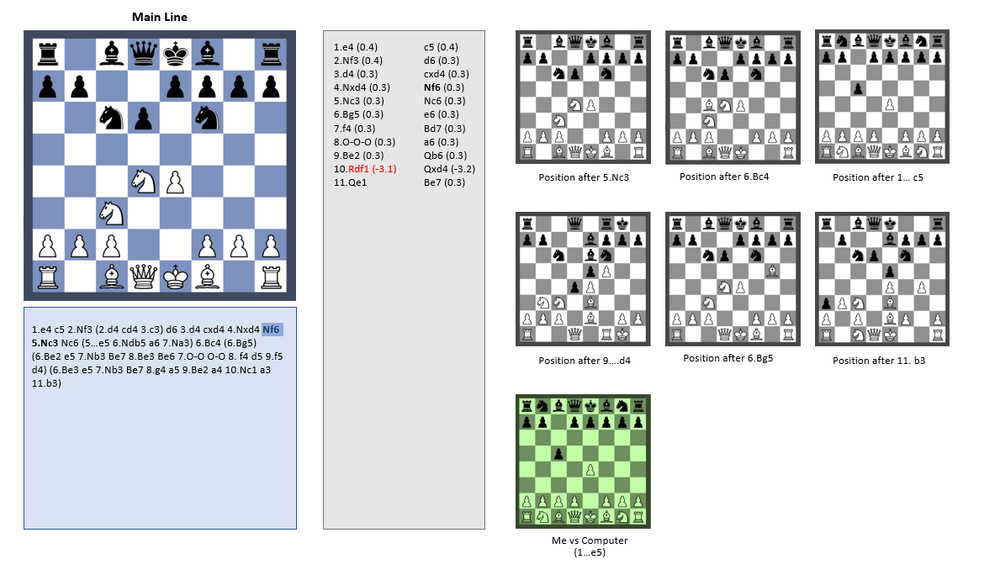 Main Line
1.e4 c5 2.Nf3 (2.d4 cd4 3.c3) d6 3.d4 cxd4 4.Nxd4 Nf6
5.Nc3 Nc6 (5...e5 6.Ndb5 a6 7.Na3) 6.Bc4 (6.Bg5)
(6.Be2 e5 7.Nb3 Be7 8.Be3 Be6 7.O-O O-O 8. f4 d5 9.f5
d4) (6.Be3 e5 7.Nb3 Be7 8.g4 a5 9.Be2 a4 10.Nc1 a3
11.b3)
1.e4 (0.4) c5 (0.4)
2.Nf3 (0.4) d6 (0.3)
3.d4 (0.3) cxd4 (0.3)
4.Nxd4 (0.3) Nf6 (0.3)
5.Nc3 (0.3) Nc6 (0.3)
6.Bg5 (0.3) e6 (0.3)
7.f4 (0.3) Bd7 (0.3)
8.O-O-O (0.3) a6 (0.3)
9.Be2 (0.3) Qb6 (0.3)
10.Rdf1 (-3.1) Qxd4 (-3.2)
11.Qe1 Be7 (0.3)
Position after 5.Nc3
Position after 6.Bc4
Position after 1... c5
Position after 9....d4
Position after 6.Bg5
Position after 11. b3
Me vs Computer
(1...e5)